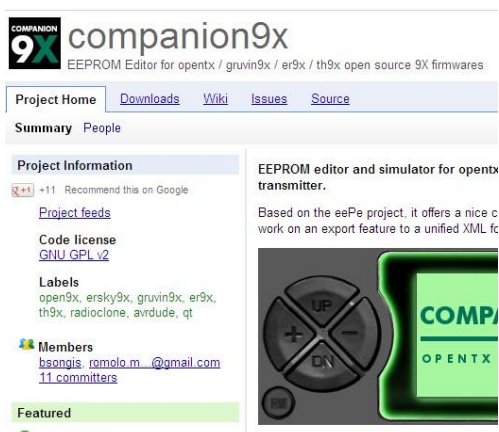 COMPANION
9X
companion9x
EEPROM Editor for opentx / gruvin9x / er9x / th9x open source 9X firmwares
Project Home Downloads Wiki Issues Source
Summary People
Project Information
+1 +11 Recommend this on Google
Project feeds
Code license
GNU GPL v2
Labels
open9x, ersky9x, gruvin9x, er9x,
th9x, radioclone, avrdude, qt
Members
bsongis, romolo.m...@gmail.com
11 committers
Featured
EEPROM editor and simulator for opentx
transmitter.
Based on the eePe project, it offers a nice c
work on an export feature to a unified XML fo
UP
+ -
DN
COMPA
OPENTX